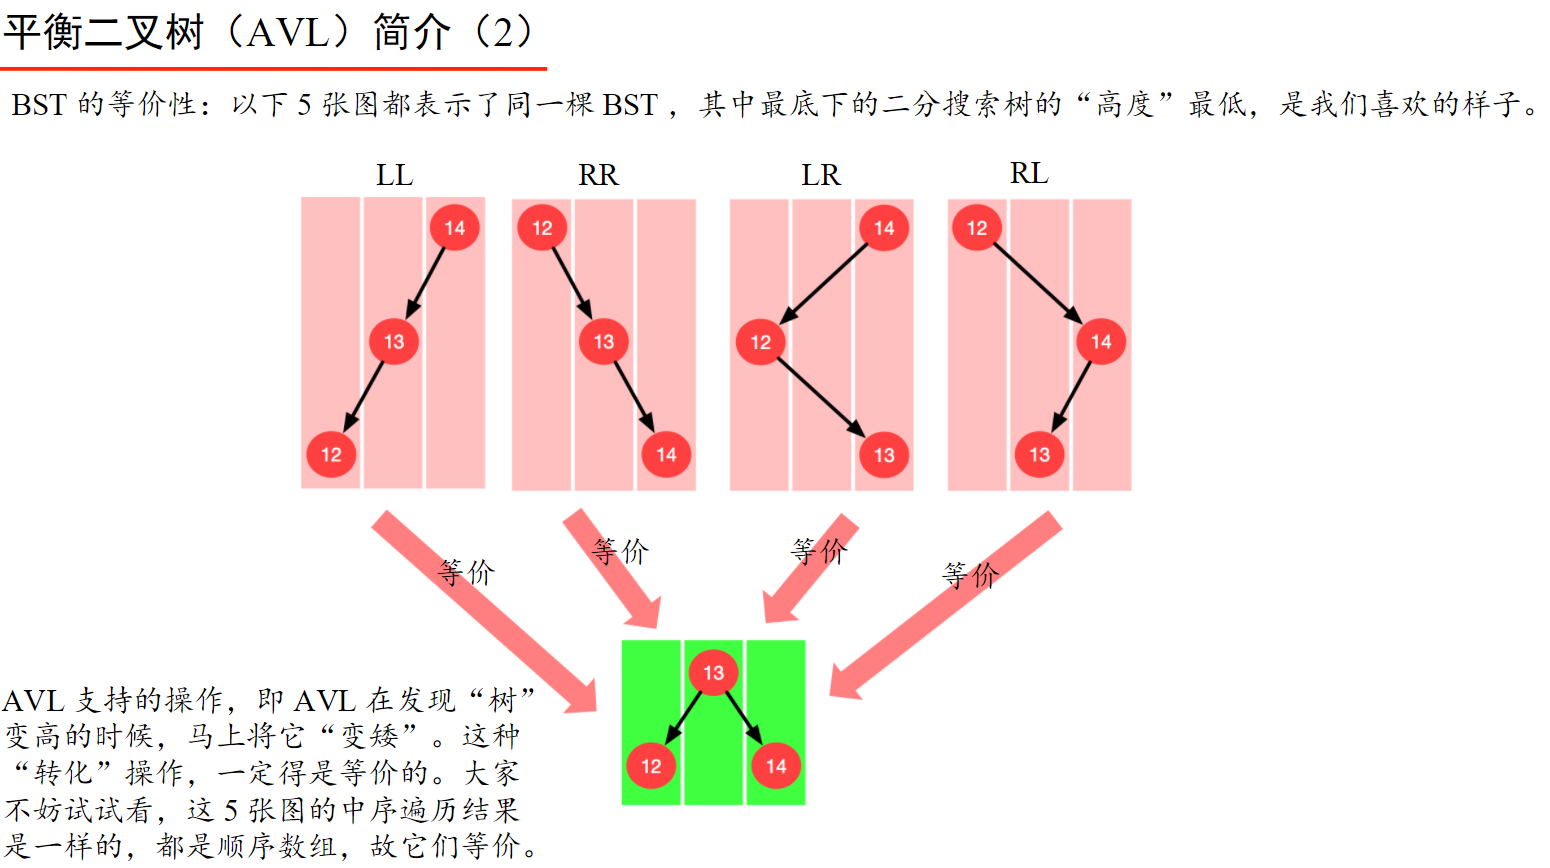 平衡二叉树（AVL）简介（2）
BST 的等价性：以下 5 张图都表示了同一棵 BST ，其中最底下的二分搜索树的“高度”最低，是我们喜欢的样子。
LL
RR
LR
RL
14
13
12
12
13
14
14
12
13
12
14
13
等价
等价
等价
等价
13
12
14
AVL 支持的操作，即 AVL 在发现“树”
变高的时候，马上将它“变矮”。这种
“转化”操作，一定得是等价的。大家
不妨试试看，这 5 张图的中序遍历结果
是一样的，都是顺序数组，故它们等价。